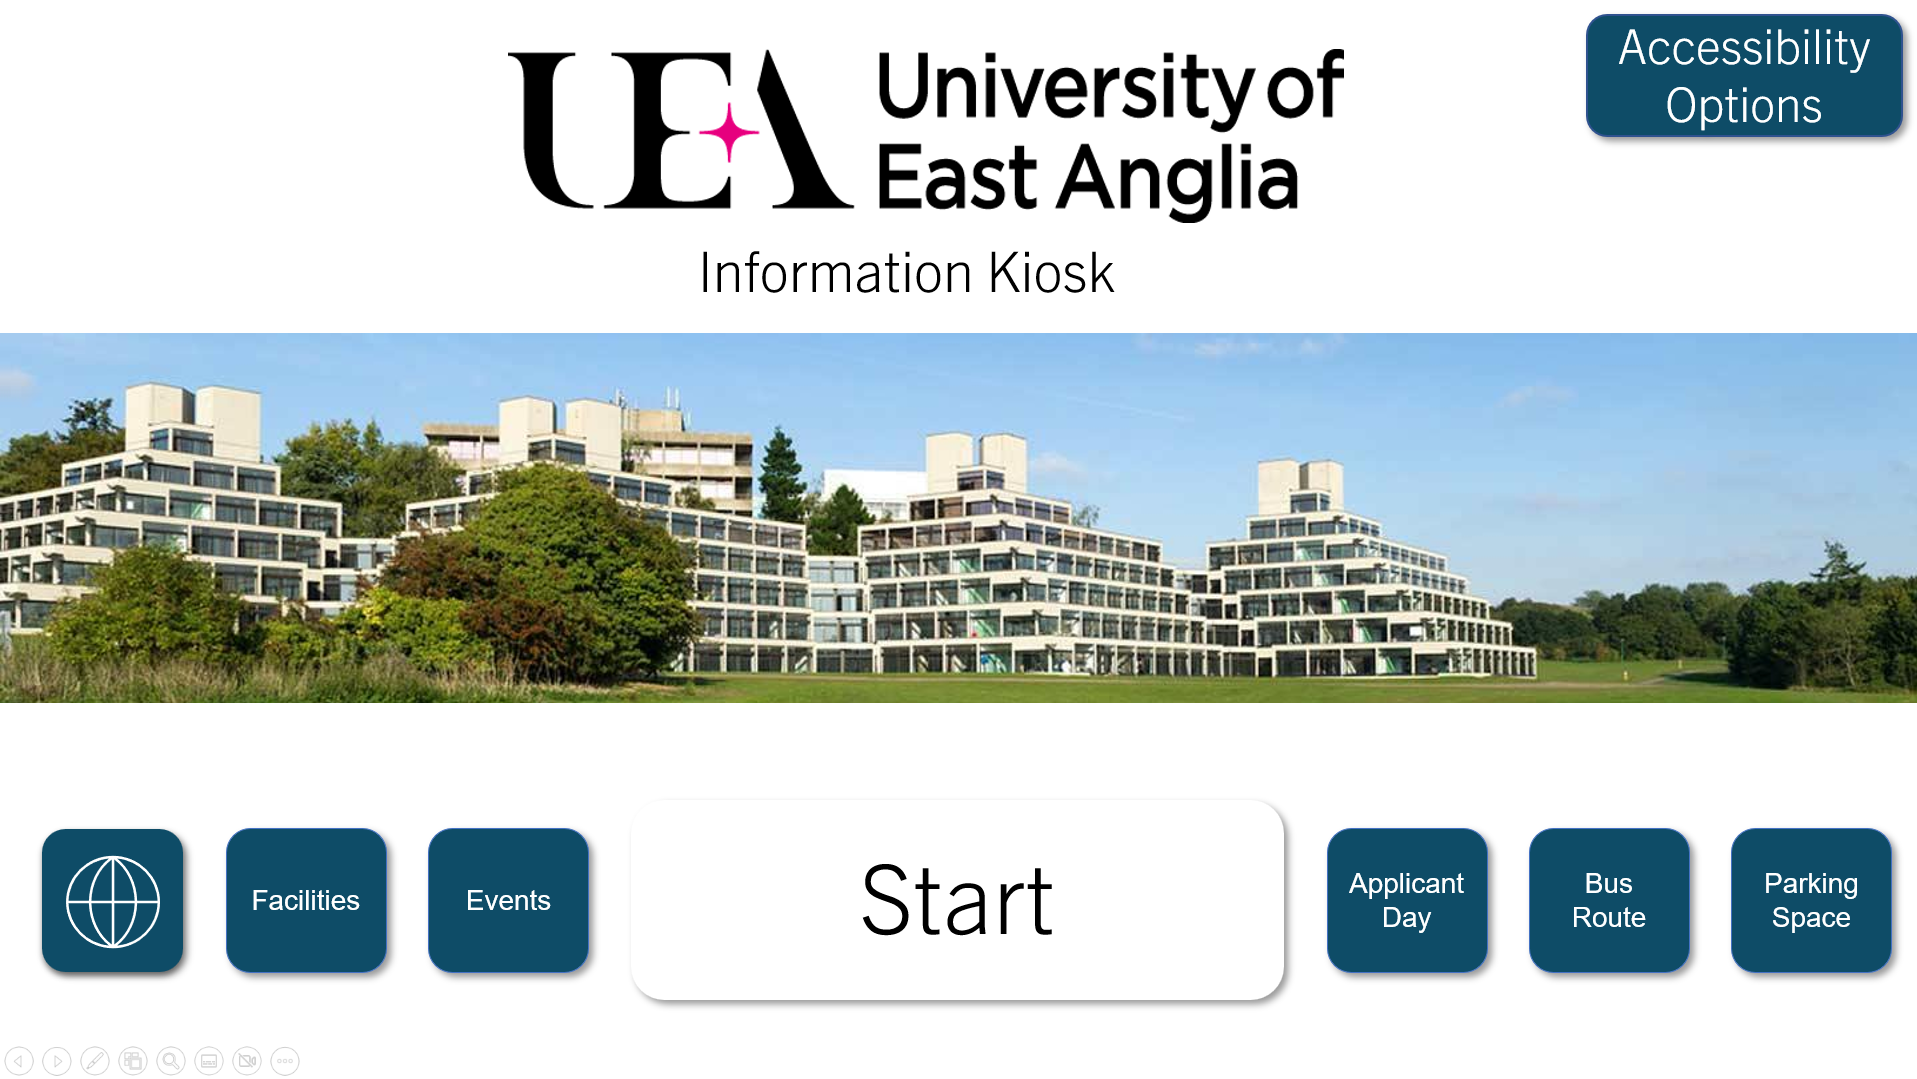 UEA
University of
East Anglia
Information Kiosk
Accessibility
Options
Facilities
Events
Start
Applicant
Day
Bus
Route
Parking
Space